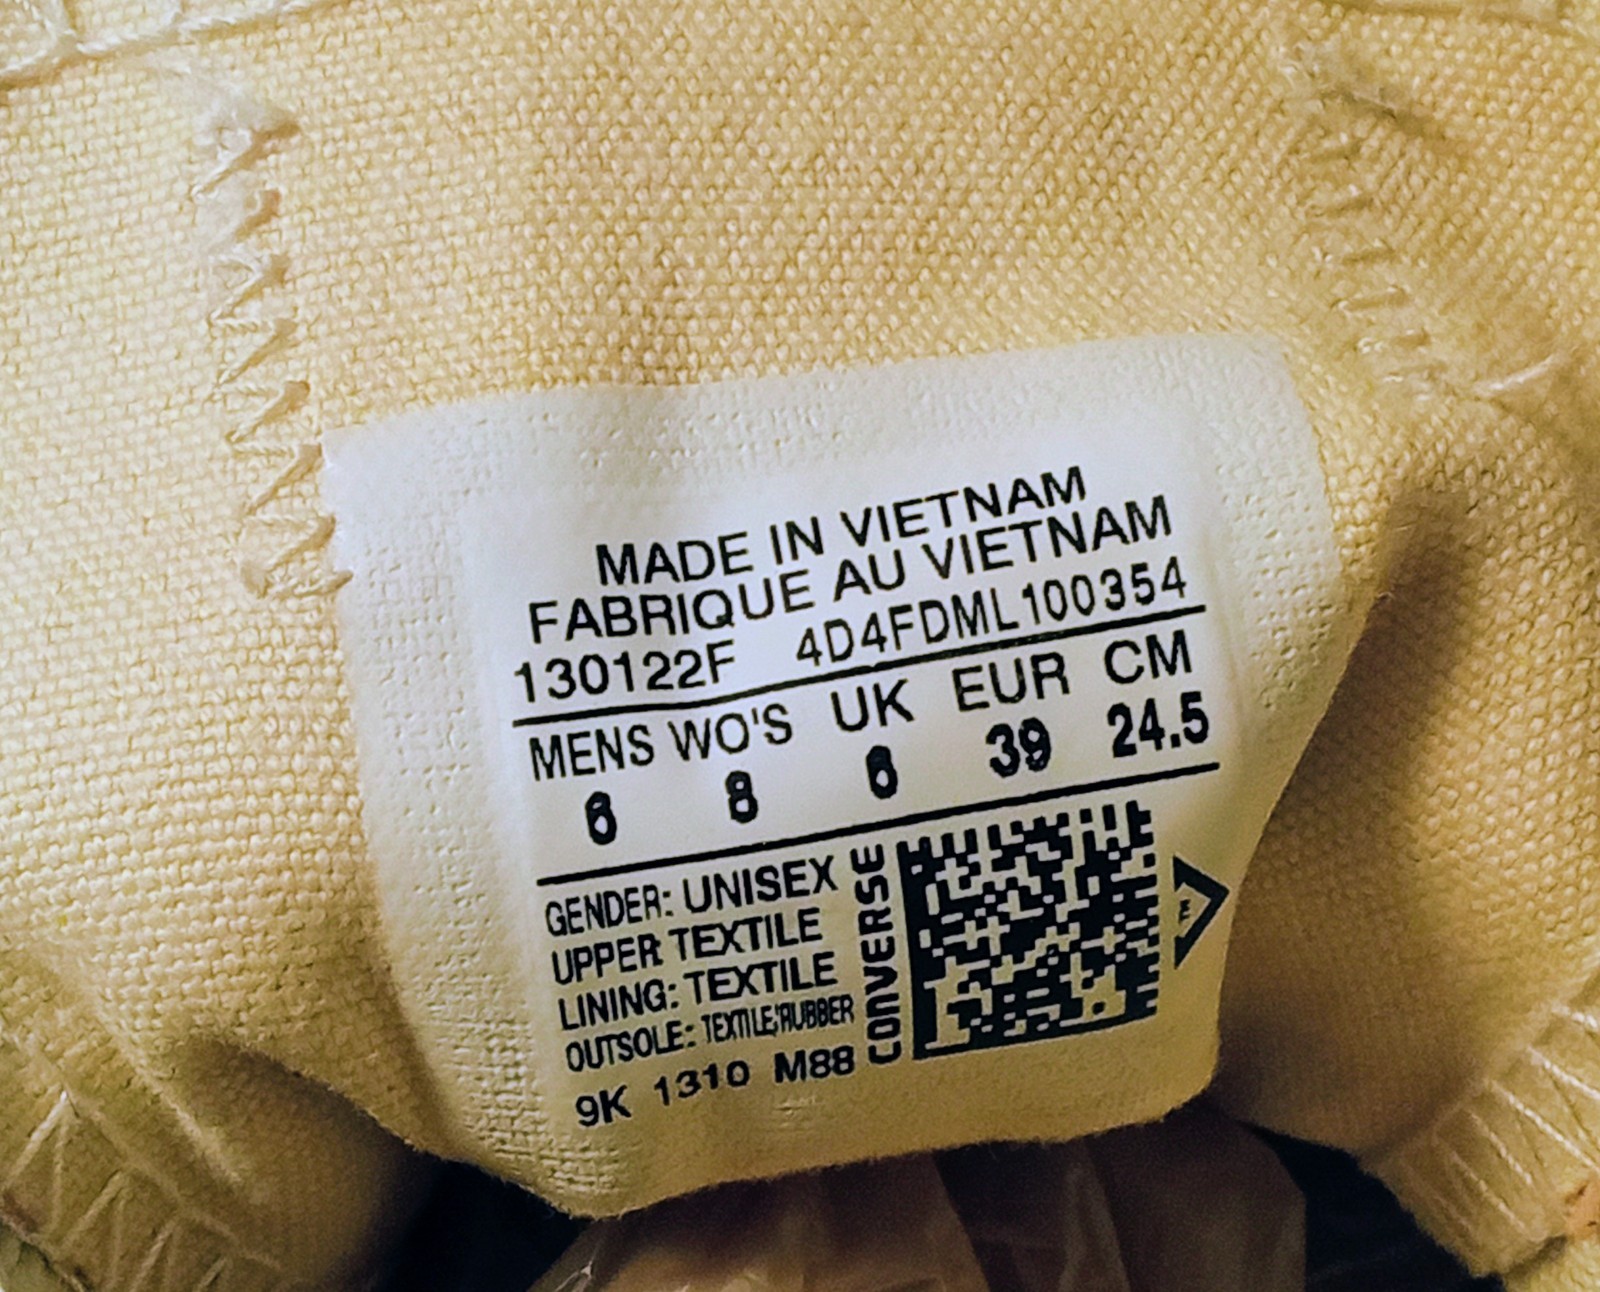 MADE IN VIETNAM
FABRIQUE AU VIETNAM
130122F 4D4FDML100354
MENS WO'S UK EUR CM
6 8 6 39 24.5
GENDER: UNISEX
UPPER TEXTILE
LINING: TEXTILE
OUTSOLE: TEXTILE/RUBBER
9K 1310 M88
CONVERSE
TM